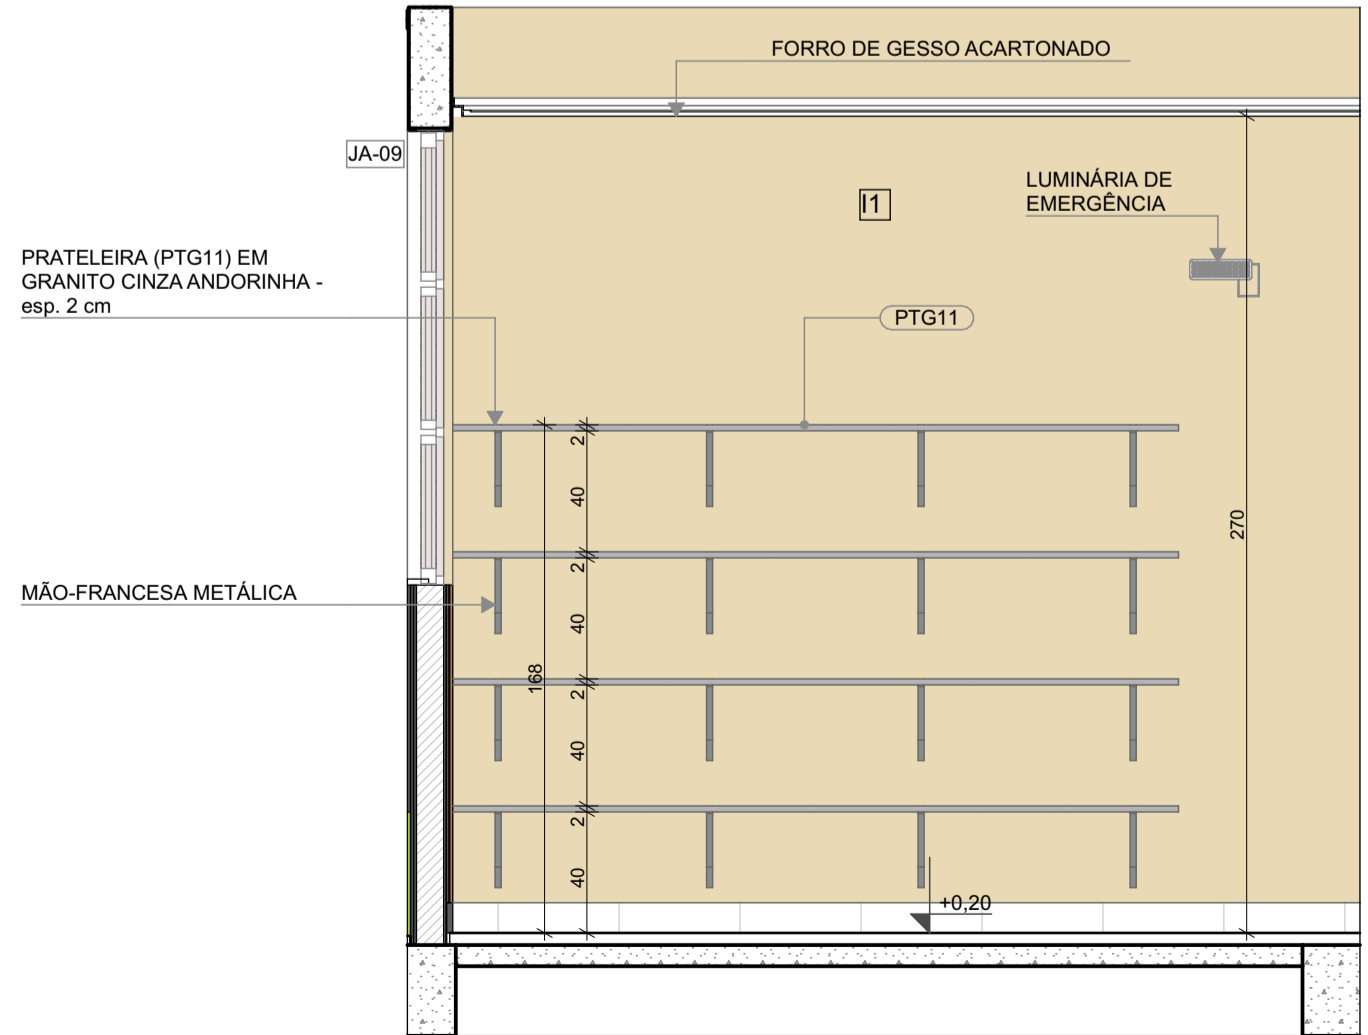 FORRO DE GESSO ACARTONADO
JA-09
I1
LUMINÁRIA DE
EMERGÊNCIA
PRATELEIRA (PTG11) EM
GRANITO CINZA ANDORINHA -
esp. 2 cm
PTG11
2
40
270
2
MÃO-FRANCESA METÁLICA
40
168
2
40
2
40
+0,20